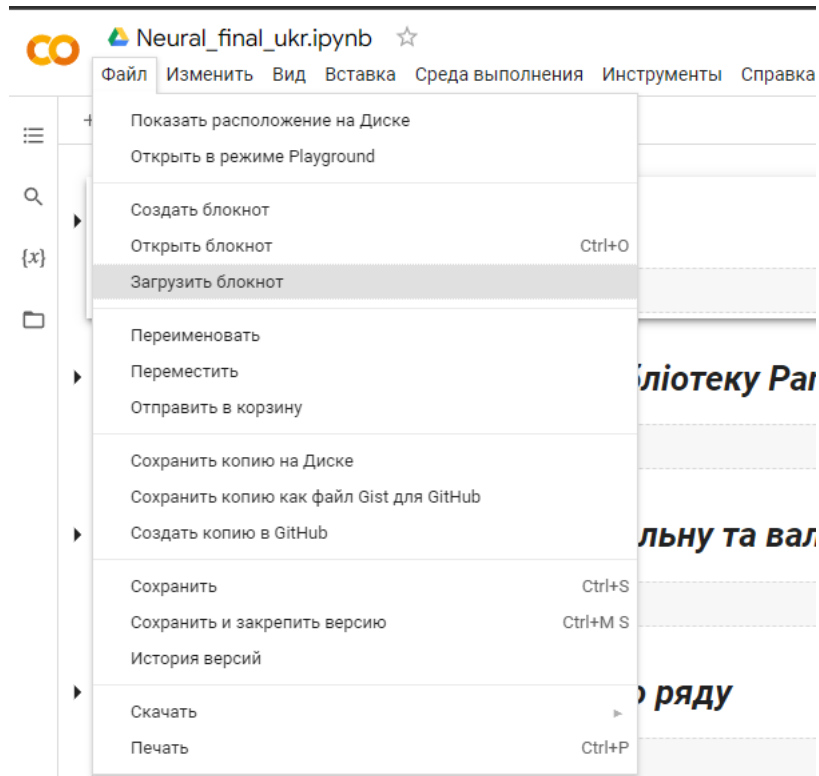 Neural_final_ukr.ipynb
Файл Изменить Вид Вставка Среда выполнения Инструменты Справка
Показать расположение на Диске
Открыть в режиме Playground
Создать блокнот
Открыть блокнот Ctrl+O
{x}
Загрузить блокнот
Переименовать
Переместить
бліотеку Pan
Отправить в корзину
Сохранить копию на Диске
Сохранить копию как файл Gist для GitHub
Создать копию в GitHub
льну та вал
Сохранить Ctrl+S
Сохранить и закрепить версию Ctrl+M S
История версий
ряду
Скачать
Печать Ctrl+P